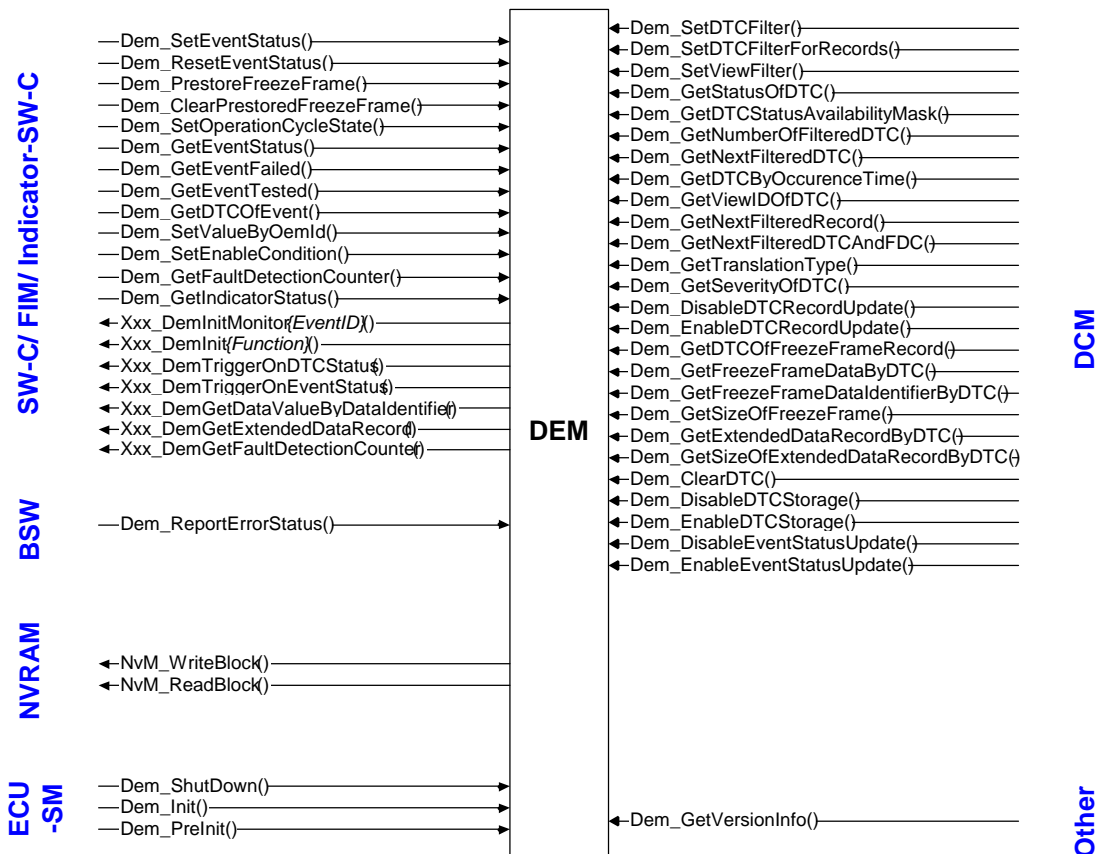 SW-C/ FIM/ Indicator-SW-C
Dem_SetEventStatus()
Dem_ResetEventStatus()
Dem_PrestoreFreezeFrame()
Dem_ClearPrestoredFreezeFrame()
Dem_SetOperationCycleState()
Dem_GetEventStatus()
Dem_GetEventFailed()
Dem_GetEventTested()
Dem_GetDTCOfEvent()
Dem_SetValueByOemId()
Dem_SetEnableCondition()
Dem_GetFaultDetectionCounter()
Dem_GetIndicatorStatus()
Xxx_DemInitMonitor{EventID}()
Xxx_DemInit{Function}()
Xxx_DemTriggerOnDTCStatus()
Xxx_DemTriggerOnEventStatus()
Xxx_DemGetDataValueByDataIdentifier()
Xxx_DemGetExtendedDataRecord()
Xxx_DemGetFaultDetectionCounter()
BSW
Dem_ReportErrorStatus()
NVRAM
NvM_WriteBlock()
NvM_ReadBlock()
ECU
-SM
Dem_ShutDown()
Dem_Init()
Dem_PreInit()
DEM
Dem_SetDTCFilter()
Dem_SetDTCFilterForRecords()
Dem_SetViewFilter()
Dem_GetStatusOfDTC()
Dem_GetDTCStatusAvailabilityMask()
Dem_GetNumberOfFilteredDTC()
Dem_GetNextFilteredDTC()
Dem_GetDTCByOccurenceTime()
Dem_GetViewIDOfDTC()
Dem_GetNextFilteredRecord()
Dem_GetNextFilteredDTCAndFDC()
Dem_GetTranslationType()
Dem_GetSeverityOfDTC()
Dem_DisableDTCRecordUpdate()
Dem_EnableDTCRecordUpdate()
Dem_GetDTCOfFreezeFrameRecord()
Dem_GetFreezeFrameDataByDTC()
Dem_GetFreezeFrameDataIdentifierByDTC()
Dem_GetSizeOfFreezeFrame()
Dem_GetExtendedDataRecordByDTC()
Dem_GetSizeOfExtendedDataRecordByDTC()
Dem_ClearDTC()
Dem_DisableDTCStorage()
Dem_EnableDTCStorage()
Dem_DisableEventStatusUpdate()
Dem_EnableEventStatusUpdate()
DCM
Dem_GetVersionInfo()
Other